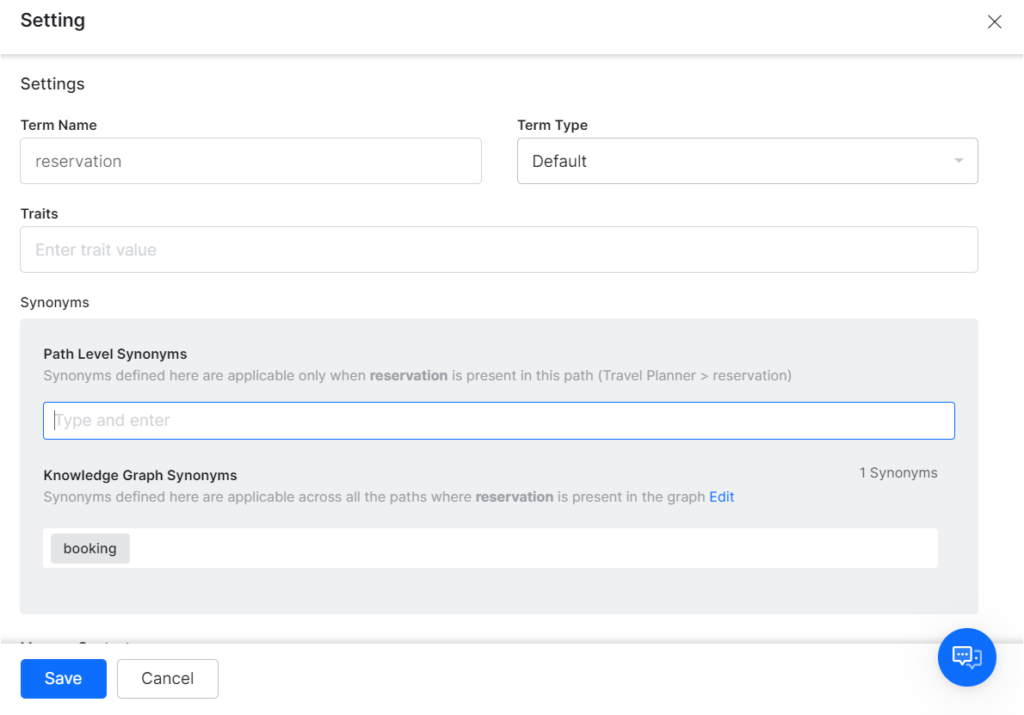 Setting
Settings
Term Name
Term Type
reservation
Default
Traits
Enter trait value
Synonyms
Path Level Synonyms
Synonyms defined here are applicable only when reservation is present in this path (Travel Planner > reservation)
Type and enter
Knowledge Graph Synonyms
1 Synonyms
Synonyms defined here are applicable across all the paths where reservation is present in the graph Edit
booking
Save
Cancel